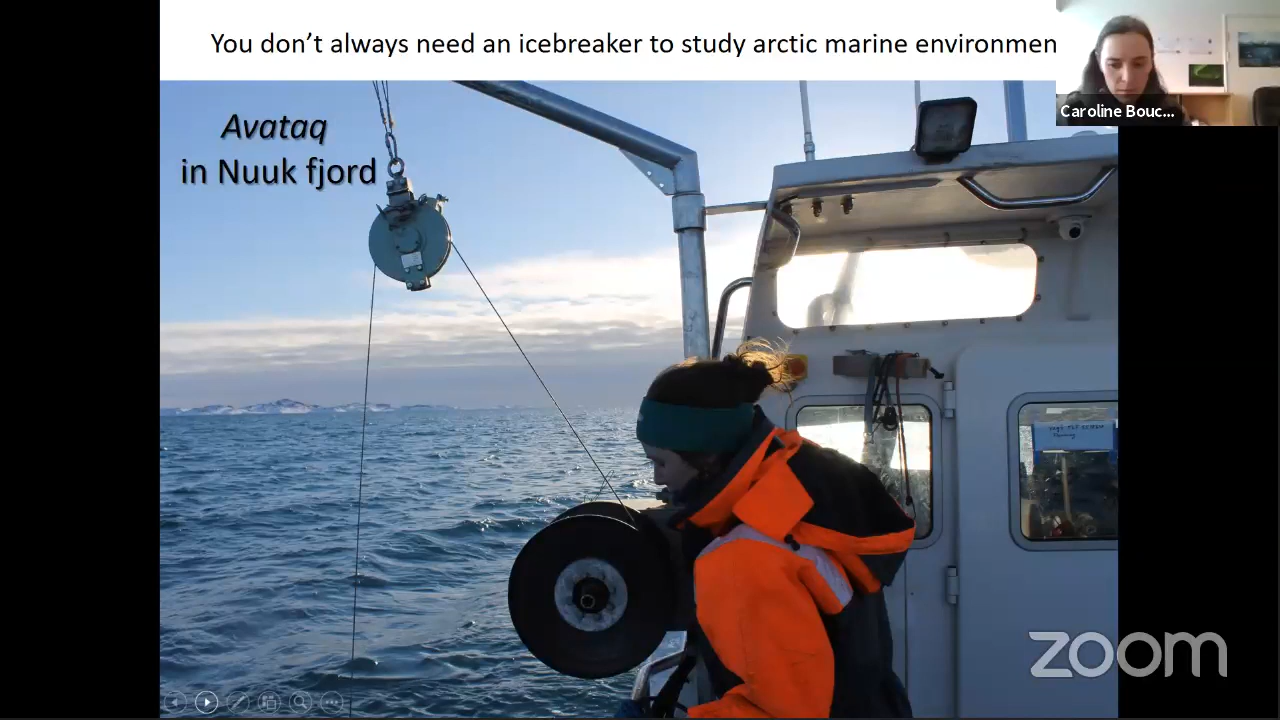 You don’t always need an icebreaker to study arctic marine environmen
Caroline Bouc...
Avataq
in Nuuk fjord
zoom